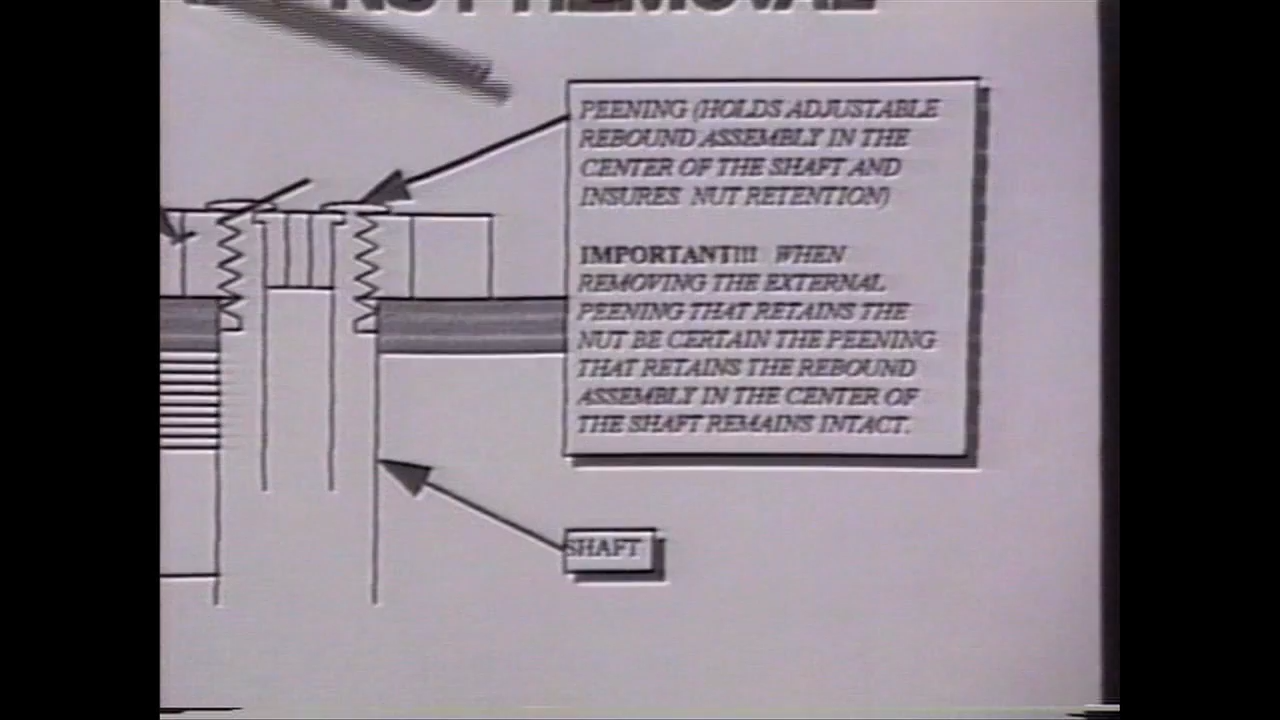 NUT REMOVAL
PEENING (HOLDS ADJUSTABLE
REBOUND ASSEMBLY IN THE
CENTER OF THE SHAFT AND
INSURES NUT RETENTION)
IMPORTANT!!! WHEN
REMOVING THE EXTERNAL
PEENING THAT RETAINS THE
NUT BE CERTAIN THE PEENING
THAT RETAINS THE REBOUND
ASSEMBLY IN THE CENTER OF
THE SHAFT REMAINS INTACT.
SHAFT